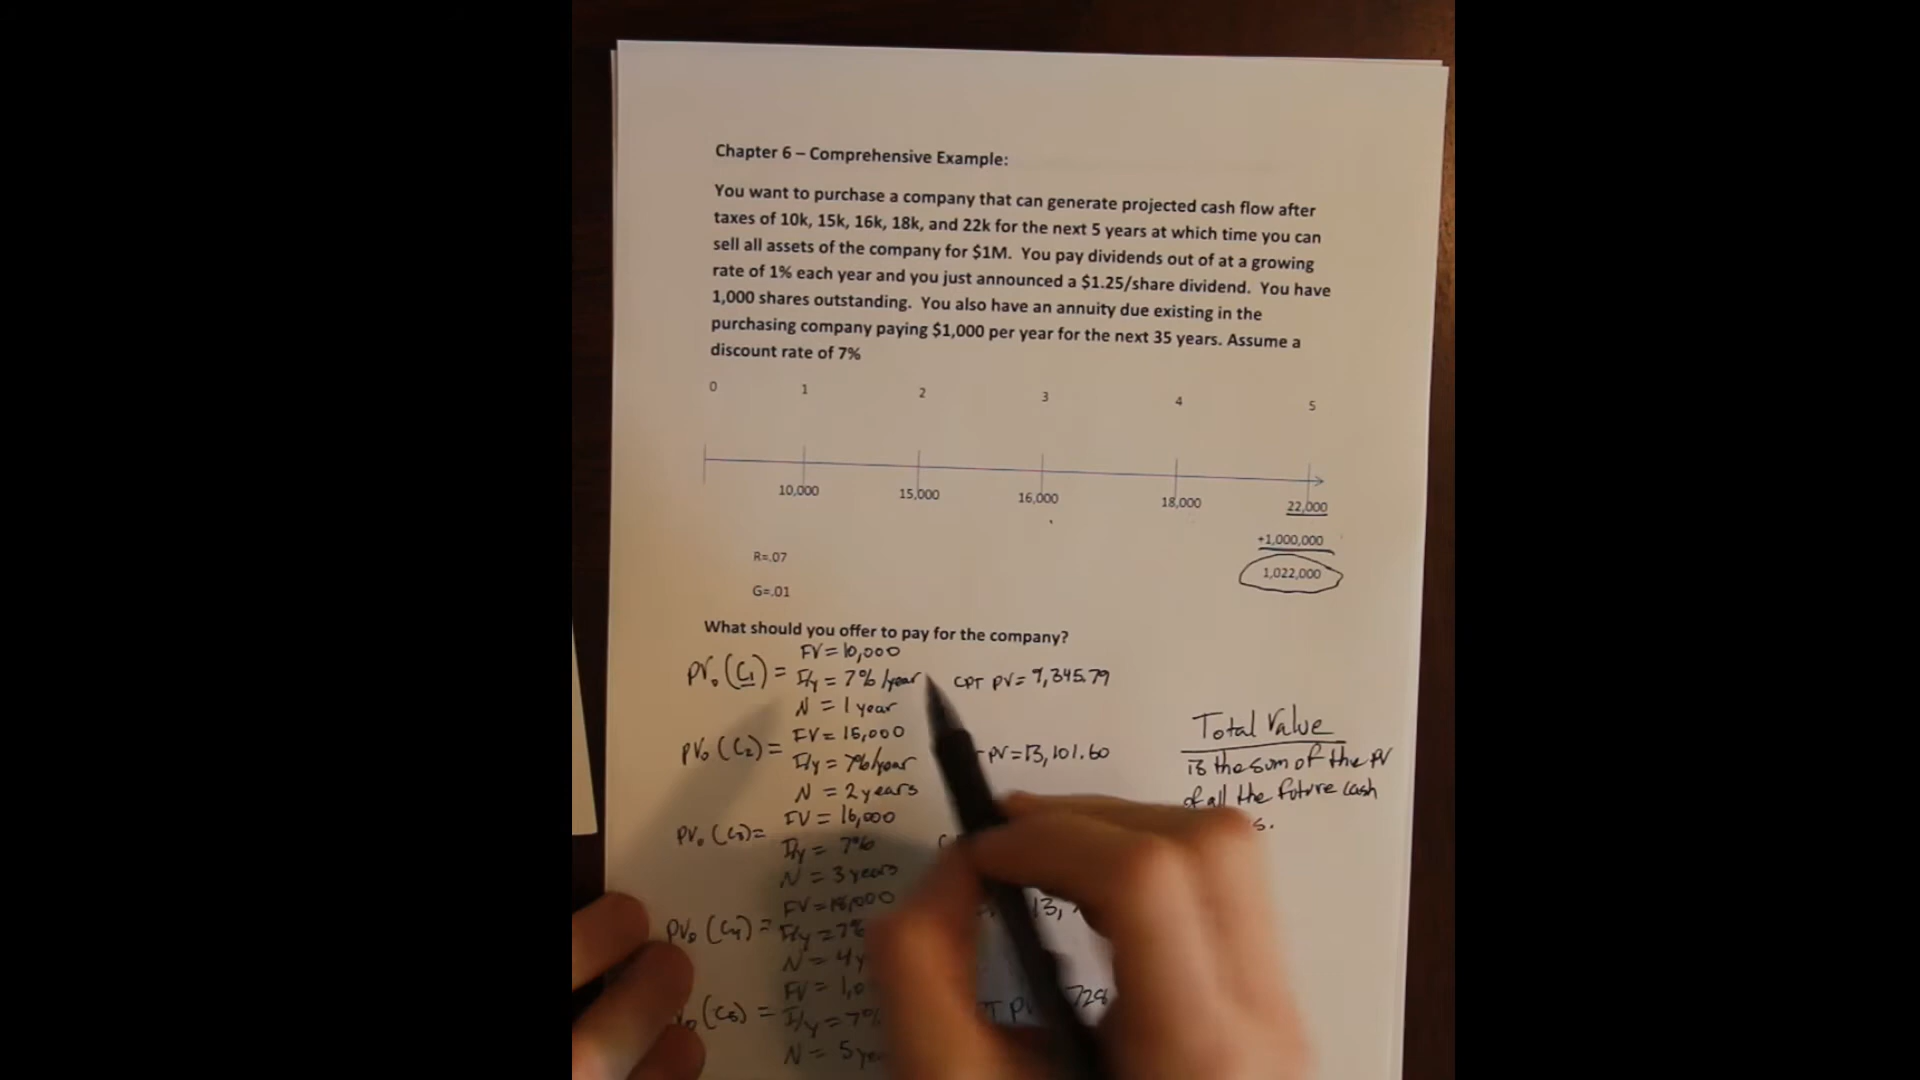 Chapter 6 – Comprehensive Example:
You want to purchase a company that can generate projected cash flow after
taxes of 10k, 15k, 16k, 18k, and 22k for the next 5 years at which time you can
sell all assets of the company for $1M. You pay dividends out of at a growing
rate of 1% each year and you just announced a $1.25/share dividend. You have
1,000 shares outstanding. You also have an annuity due existing in the
purchasing company paying $1,000 per year for the next 35 years. Assume a
discount rate of 7%
0 1 2 3 4 5
10,000 15,000 16,000 18,000 22,000
+1,000,000
1,022,000
R=.07
G=.01
What should you offer to pay for the company?
FV = 10,000
PV₀ (C₁) = I/y = 7% /year CPT PV = 9,345.79
N = 1 year
FV = 15,000
PV₀ (C₂) = I/y = 7%/year PV = 13,101.60
N = 2 years
FV = 16,000
PV₀ (C₃) = I/y = 7%
N = 3 years
FV = 18,000
PV₀ (C₄) = I/y = 7% 13,
N = 4
FV = 1,0
(C₅) = I/y = 7% 728
N = 5
Total Value
is the sum of the PV
of all the future cash